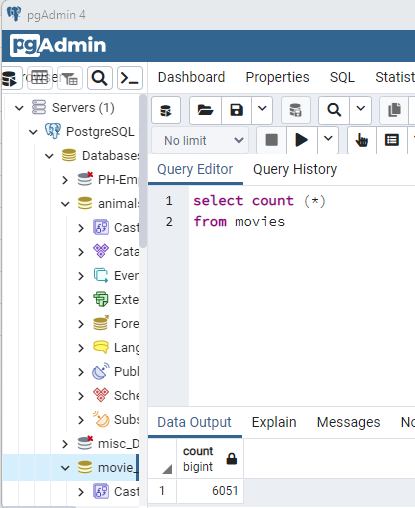 pgAdmin 4
pgAdmin
Dashboard Properties SQL Statist
Servers (1)
PostgreSQL
Databases
PH-Em
animals
Cast
Cata
Even
Exte
Fore
Lang
Publ
Sche
Subs
misc_D
movie_
Cast
No limit
Query Editor Query History
1 select count (*)
2 from movies
Data Output Explain Messages No
count
bigint
1 6051